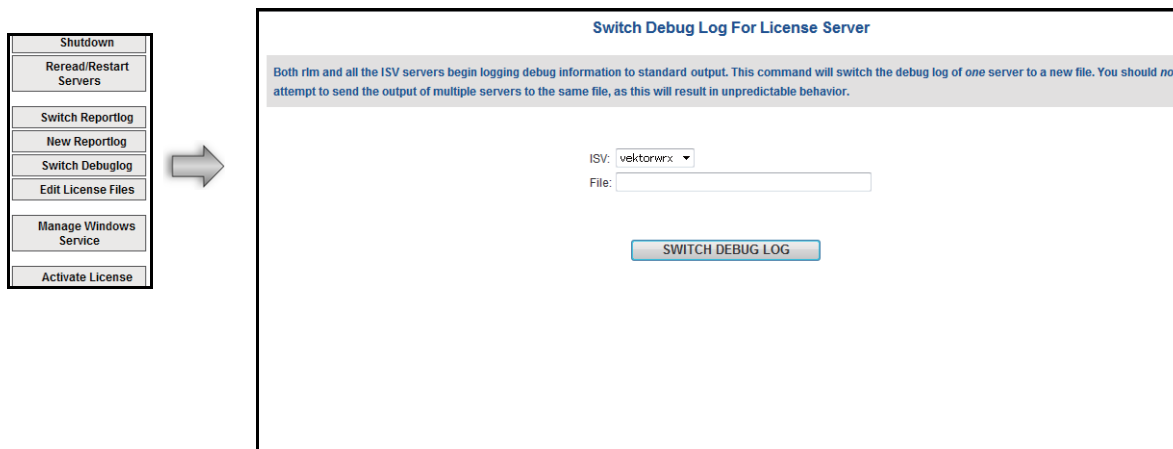 Shutdown
Reread/Restart
Servers
Switch Reportlog
New Reportlog
Switch Debuglog
Edit License Files
Manage Windows
Service
Activate License
Switch Debug Log For License Server
Both rlm and all the ISV servers begin logging debug information to standard output. This command will switch the debug log of one server to a new file. You should no
attempt to send the output of multiple servers to the same file, as this will result in unpredictable behavior.
ISV: vektorwrx
File:
SWITCH DEBUG LOG